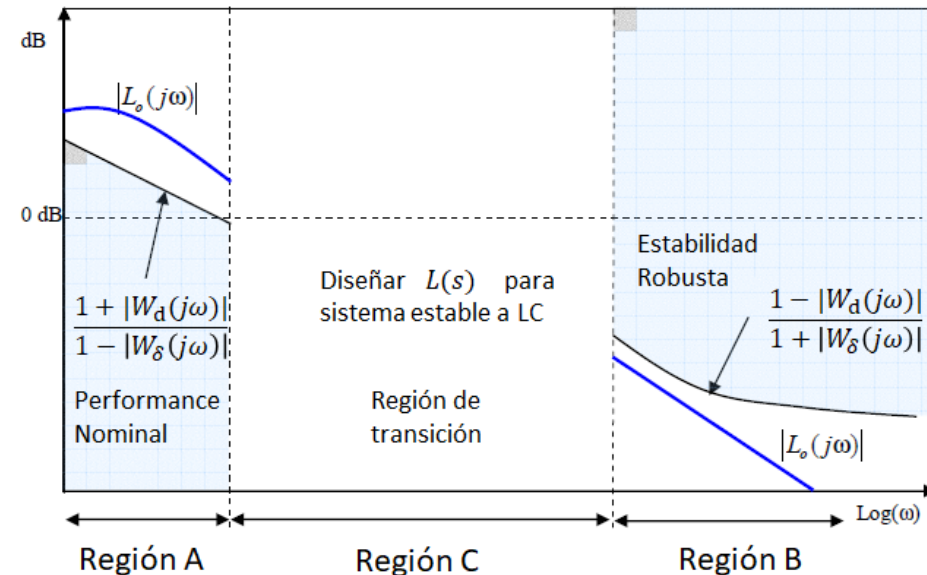 dB
|L_o(jω)|
0 dB
1 + |W_d(jω)|
1 − |W_δ(jω)|
Performance
Nominal
Diseñar L(s) para
sistema estable a LC
Región de
transición
Estabilidad
Robusta
1 − |W_d(jω)|
1 + |W_δ(jω)|
|L_o(jω)|
Log(ω)
Región A
Región C
Región B